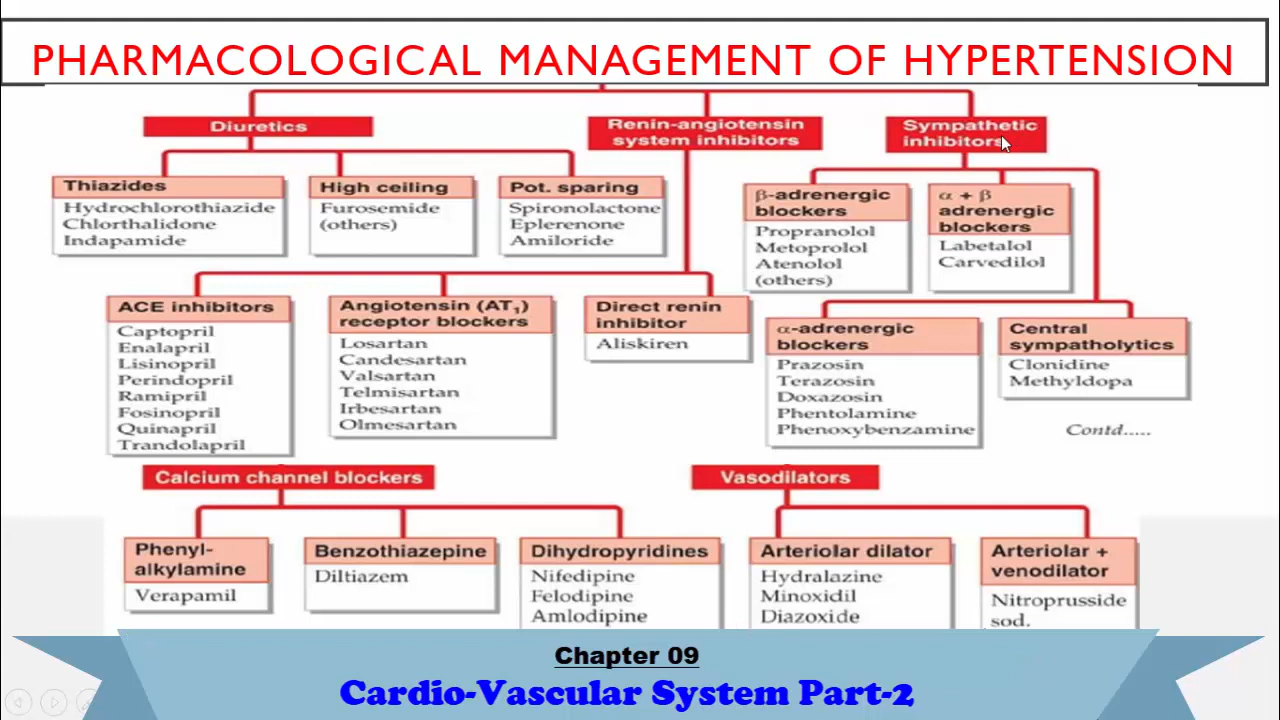 PHARMACOLOGICAL MANAGEMENT OF HYPERTENSION
Diuretics
Renin-angiotensin
system inhibitors
Sympathetic
inhibitors
Thiazides
Hydrochlorothiazide
Chlorthalidone
Indapamide
High ceiling
Furosemide
(others)
Pot. sparing
Spironolactone
Eplerenone
Amiloride
β-adrenergic
blockers
Propranolol
Metoprolol
Atenolol
(others)
α + β
adrenergic
blockers
Labetalol
Carvedilol
ACE inhibitors
Captopril
Enalapril
Lisinopril
Perindopril
Ramipril
Fosinopril
Quinapril
Trandolapril
Angiotensin (AT₁)
receptor blockers
Losartan
Candesartan
Valsartan
Telmisartan
Irbesartan
Olmesartan
Direct renin
inhibitor
Aliskiren
α-adrenergic
blockers
Prazosin
Terazosin
Doxazosin
Phentolamine
Phenoxybenzamine
Central
sympatholytics
Clonidine
Methyldopa
Contd.....
Calcium channel blockers
Vasodilators
Phenyl-
alkylamine
Verapamil
Benzothiazepine
Diltiazem
Dihydropyridines
Nifedipine
Felodipine
Amlodipine
Arteriolar dilator
Hydralazine
Minoxidil
Diazoxide
Arteriolar +
venodilator
Nitroprusside
sod.
Chapter 09
Cardio-Vascular System Part-2